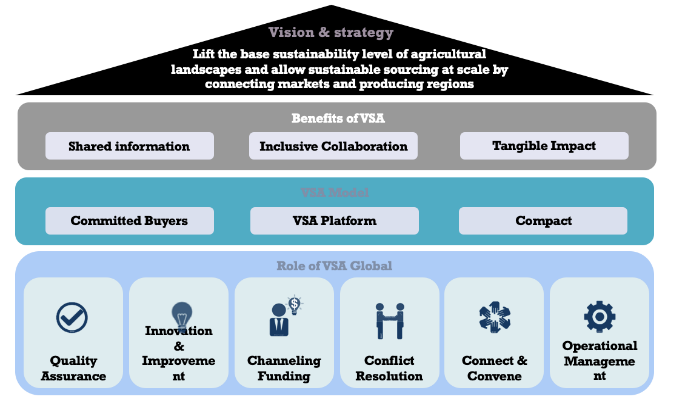 Vision & strategy
Lift the base sustainability level of agricultural
landscapes and allow sustainable sourcing at scale by
connecting markets and producing regions
Benefits of VSA
Shared information
Inclusive Collaboration
Tangible Impact
VSA Model
Committed Buyers
VSA Platform
Compact
Role of VSA Global
Quality
Assurance
Innovation
&
Improveme
nt
$
Channeling
Funding
Conflict
Resolution
Connect &
Convene
Operational
Manageme
nt